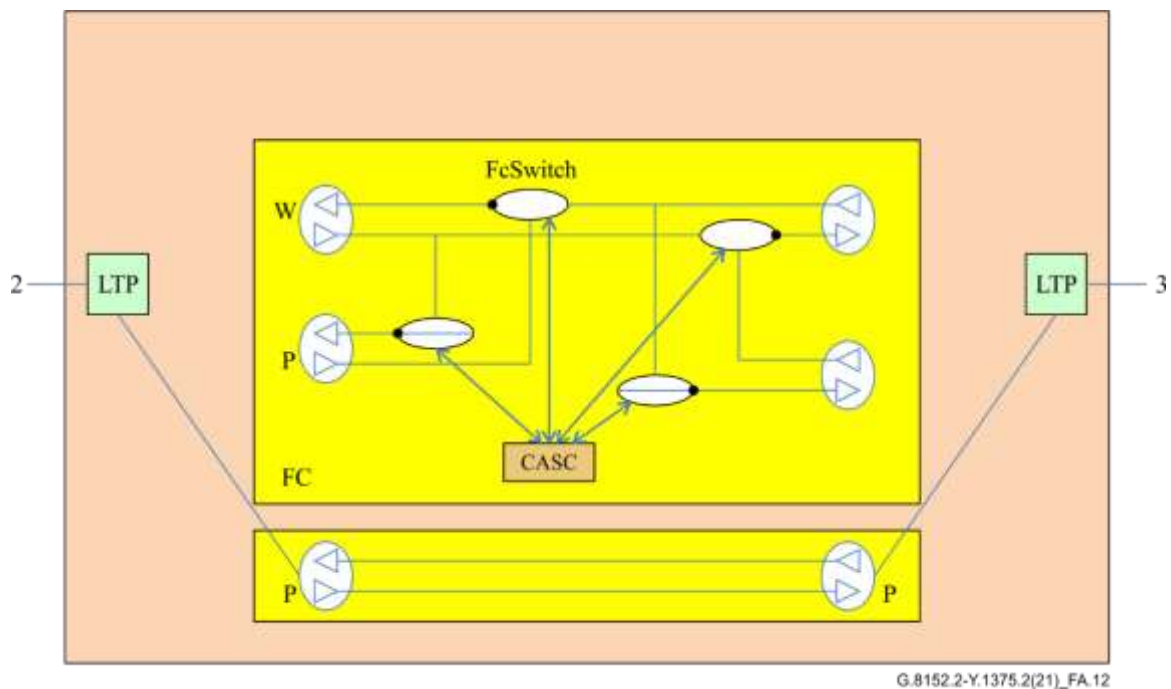 FcSwitch
W
2
LTP
LTP
3
P
CASC
FC
P
P
G.8152.2-Y.1375.2(21)_FA.12